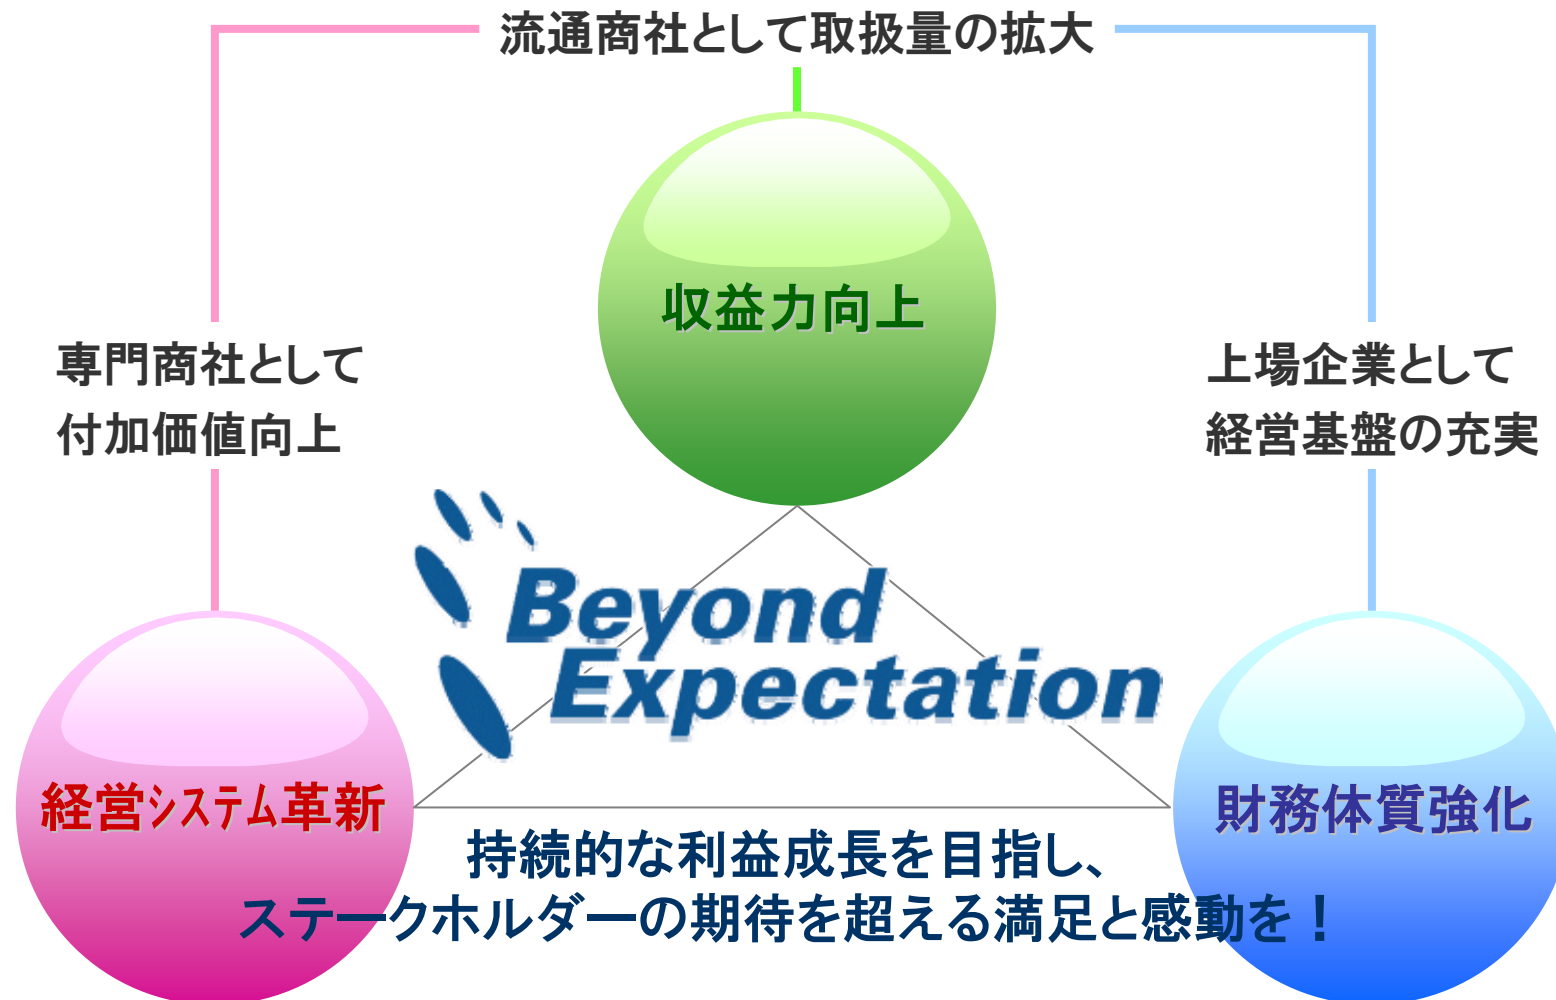 流通商社として取扱量の拡大
収益力向上
専門商社として
付加価値向上
上場企業として
経営基盤の充実
Beyond
Expectation
経営ｼｽﾃﾑ革新
財務体質強化
持続的な利益成長を目指し、
ステークホルダーの期待を超える満足と感動を！